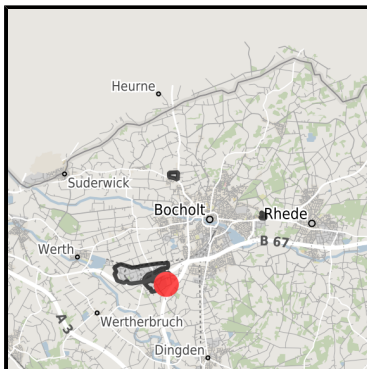 Heurne
Suderwick
Bocholt
Rhede
B 67
Werth
A 3
Wertherbruch
Dingden